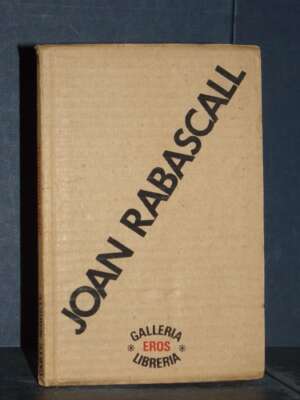 JOAN RABASCALL
GALLERIA
* EROS *
LIBRERIA